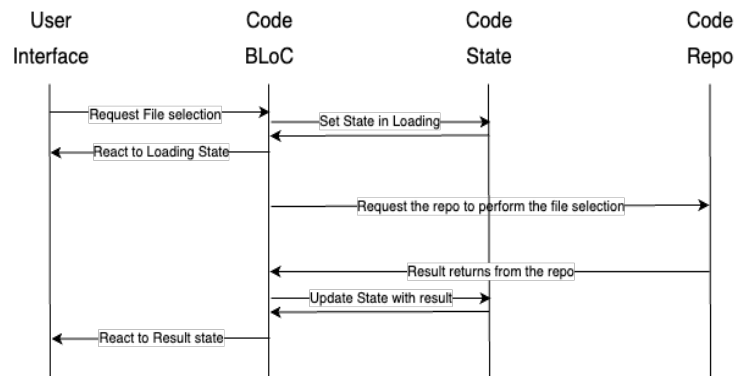 User
Interface
Code
BLoC
Code
State
Code
Repo
Request File selection
Set State in Loading
React to Loading State
Request the repo to perform the file selection
Result returns from the repo
Update State with result
React to Result state